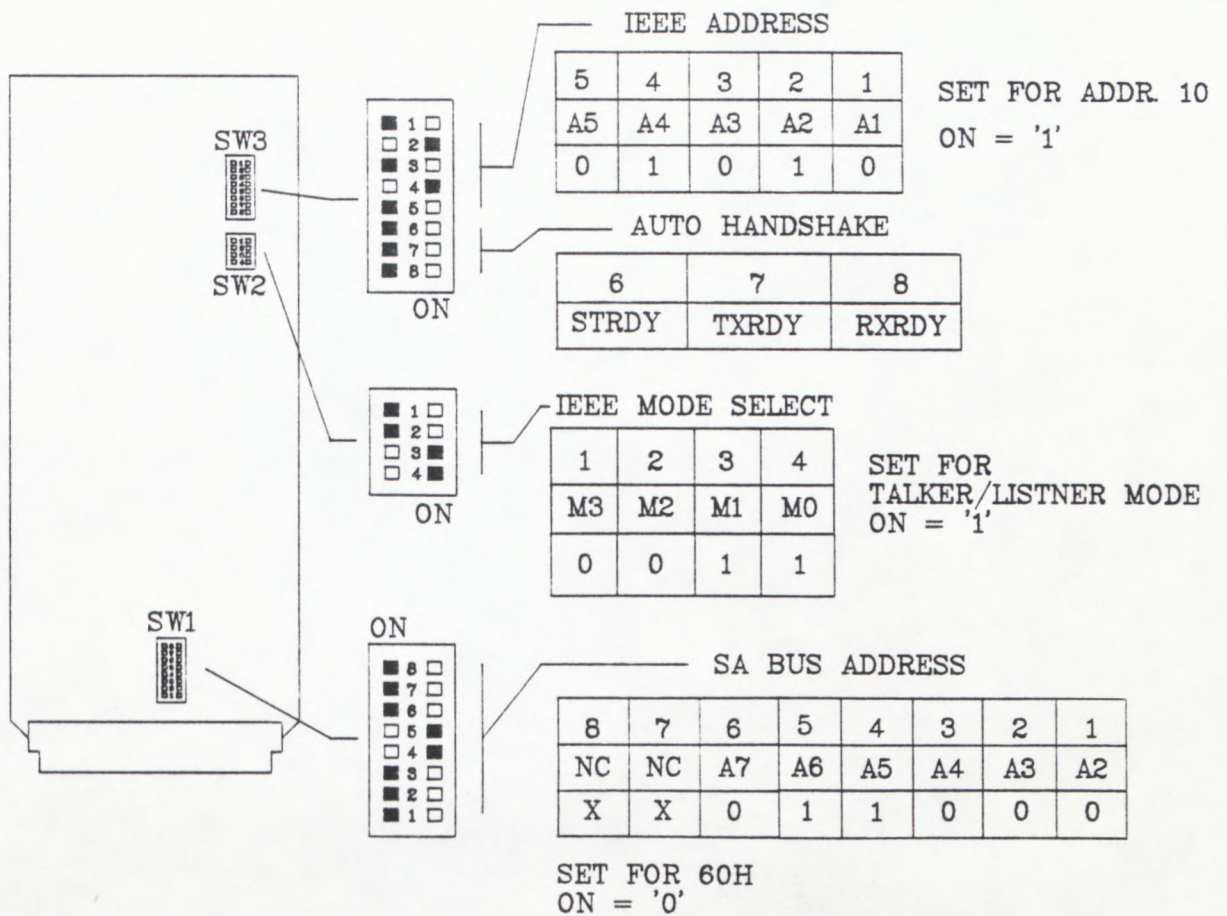 IEEE ADDRESS
5 4 3 2 1
A5 A4 A3 A2 A1
0 1 0 1 0
SET FOR ADDR. 10
ON = '1'
SW3
SW2
1
2
3
4
5
6
7
8
ON
AUTO HANDSHAKE
6 7 8
STRDY TXRDY RXRDY
1
2
3
4
ON
IEEE MODE SELECT
1 2 3 4
M3 M2 M1 M0
0 0 1 1
SET FOR
TALKER/LISTNER MODE
ON = '1'
SW1
ON
8
7
6
5
4
3
2
1
SA BUS ADDRESS
8 7 6 5 4 3 2 1
NC NC A7 A6 A5 A4 A3 A2
X X 0 1 1 0 0 0
SET FOR 60H
ON = '0'